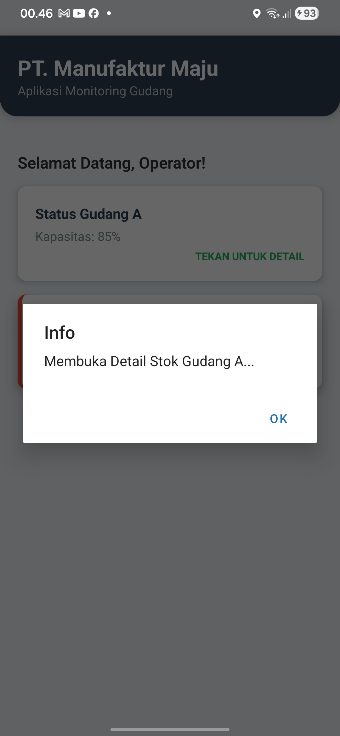 00.46
93
PT. Manufaktur Maju
Aplikasi Monitoring Gudang
Selamat Datang, Operator!
Status Gudang A
Kapasitas: 85%
TEKAN UNTUK DETAIL
Info
Membuka Detail Stok Gudang A...
OK